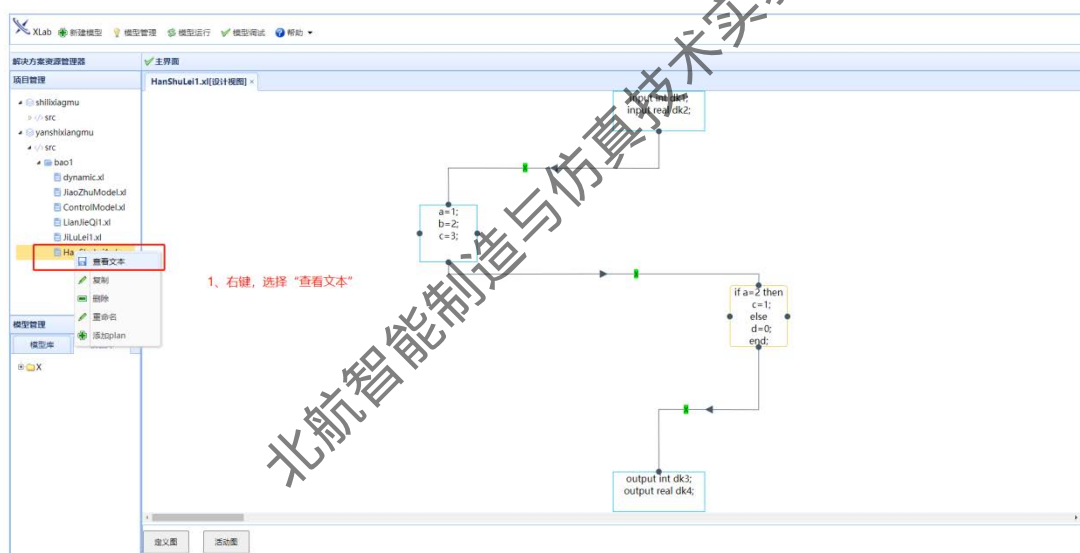 XLab 新建模型 模型管理 模型运行 模型调试 帮助
解决方案资源管理器
主界面
项目管理
HanShuLei1.xl[设计视图] ×
shilixiagmu
src
yanshixiangmu
src
bao1
dynamic.xl
JiaoZhuModel.xl
ControlModel.xl
LianJieQi1.xl
JiLuLei1.xl
查看文本
复制
删除
重命名
添加plan
1、右键，选择“查看文本”
模型管理
模型库
X
input int dk1;
input real dk2;
X
a=1;
b=2;
c=3;
X
if a=2 then
c=1;
else
d=0;
end;
X
output int dk3;
output real dk4;
定义图
活动图
北航智能制造与仿真技术实